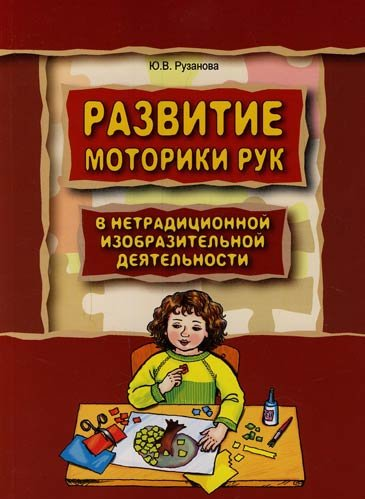 Ю.В. Рузанова
РАЗВИТИЕ
МОТОРИКИ РУК
В НЕТРАДИЦИОННОЙ
ИЗОБРАЗИТЕЛЬНОЙ
ДЕЯТЕЛЬНОСТИ